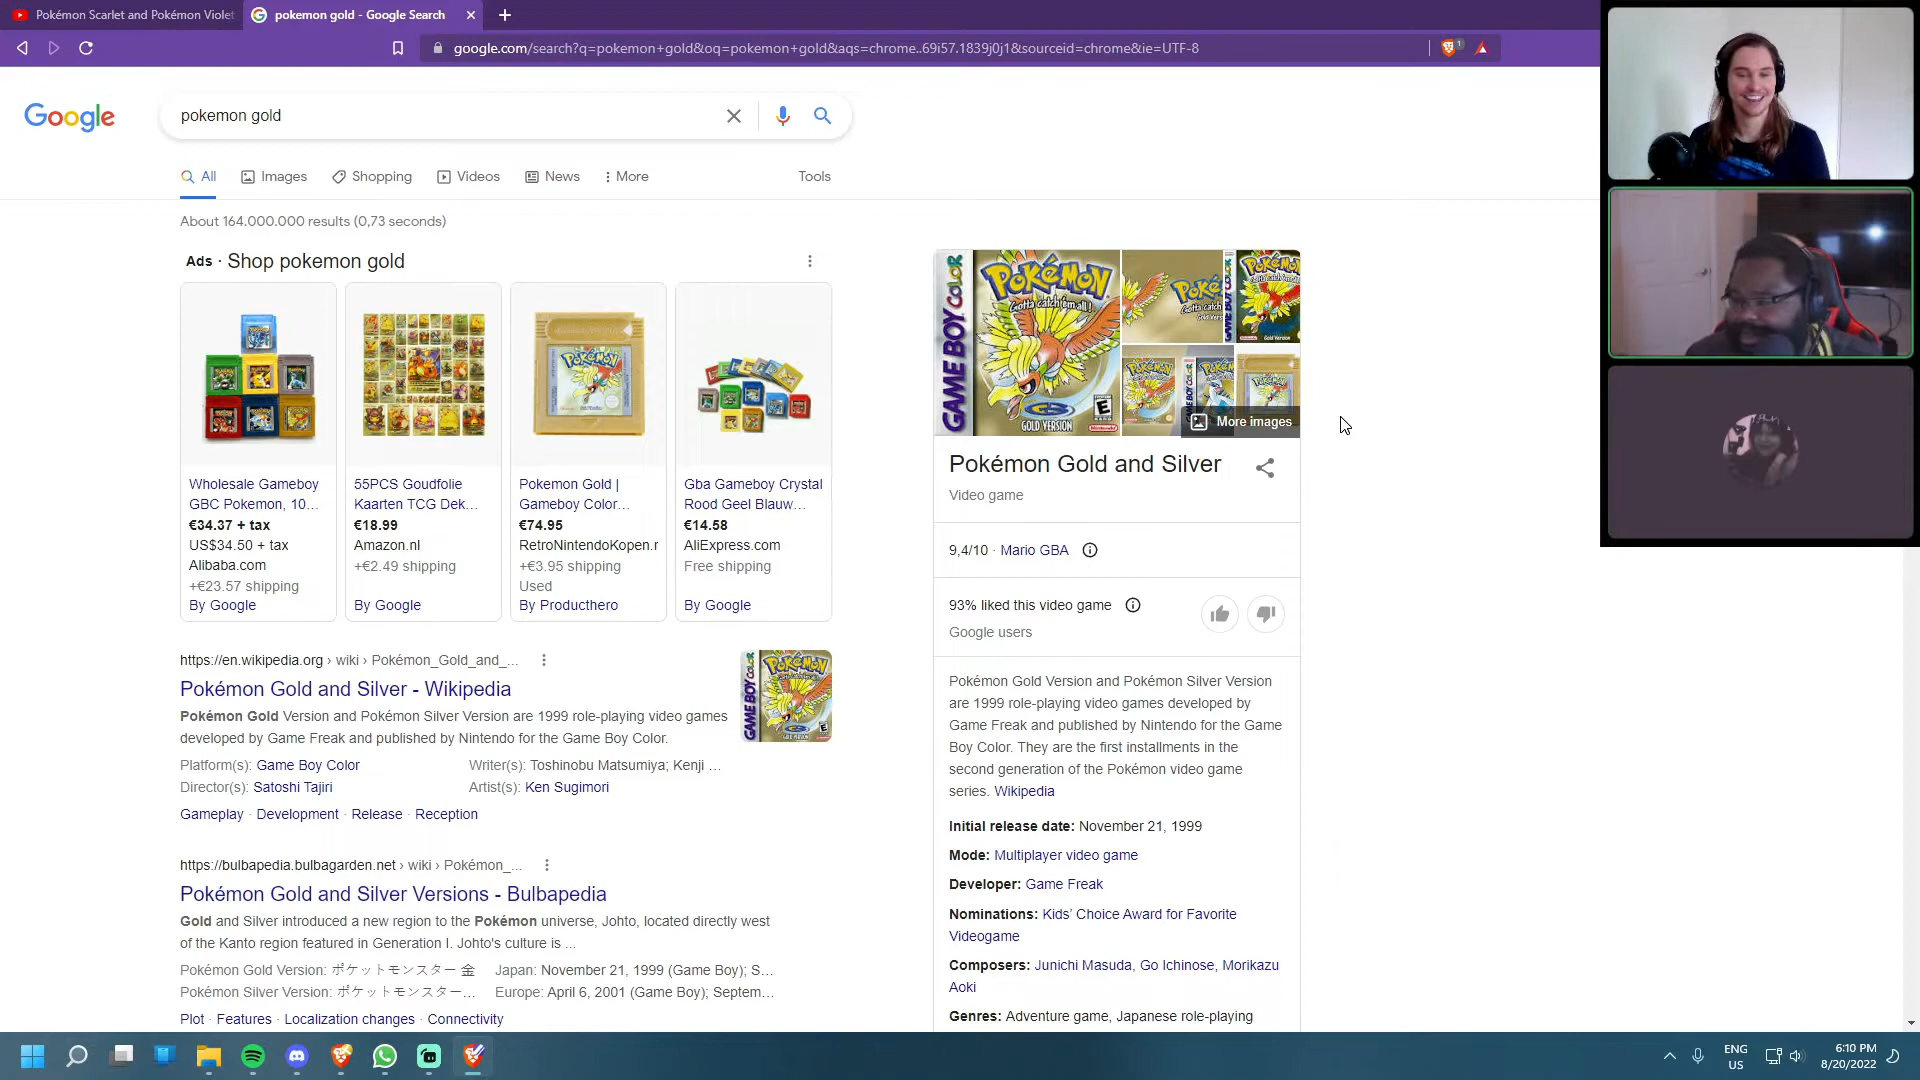 Pokémon Scarlet and Pokémon Violet
pokemon gold - Google Search
google.com/search?q=pokemon+gold&oq=pokemon+gold&aqs=chrome..69i57.1839j0j1&sourceid=chrome&ie=UTF-8
1
Google
pokemon gold
All
Images
Shopping
Videos
News
More
Tools
About 164.000.000 results (0,73 seconds)
Ads · Shop pokemon gold
Wholesale Gameboy
GBC Pokemon, 10...
€34.37 + tax
US$34.50 + tax
Alibaba.com
+€23.57 shipping
By Google
55PCS Goudfolie
Kaarten TCG Dek...
€18.99
Amazon.nl
+€2.49 shipping
By Google
POKéMON
Pokemon Gold |
Gameboy Color...
€74.95
RetroNintendoKopen.r
+€3.95 shipping
Used
By Producthero
Gba Gameboy Crystal
Rood Geel Blauw...
€14.58
AliExpress.com
Free shipping
By Google
https://en.wikipedia.org › wiki › Pokémon_Gold_and_...
Pokémon Gold and Silver - Wikipedia
Pokémon Gold Version and Pokémon Silver Version are 1999 role-playing video games
developed by Game Freak and published by Nintendo for the Game Boy Color.
Platform(s): Game Boy Color
Writer(s): Toshinobu Matsumiya; Kenji ...
Director(s): Satoshi Tajiri
Artist(s): Ken Sugimori
Gameplay · Development · Release · Reception
GAME BOY COLOR
POKéMON
https://bulbapedia.bulbagarden.net › wiki › Pokémon_...
Pokémon Gold and Silver Versions - Bulbapedia
Gold and Silver introduced a new region to the Pokémon universe, Johto, located directly west
of the Kanto region featured in Generation I. Johto's culture is ...
Pokémon Gold Version: ポケットモンスター 金
Japan: November 21, 1999 (Game Boy); S...
Pokémon Silver Version: ポケットモンスター...
Europe: April 6, 2001 (Game Boy); Septem...
Plot · Features · Localization changes · Connectivity
GAME BOY COLOR
POKéMON
Gotta catch 'em all!
GOLD VERSION
E
Nintendo
More images
Pokémon Gold and Silver
Video game
9,4/10 · Mario GBA
93% liked this video game
Google users
Pokémon Gold Version and Pokémon Silver Version
are 1999 role-playing video games developed by
Game Freak and published by Nintendo for the Game
Boy Color. They are the first installments in the
second generation of the Pokémon video game
series. Wikipedia
Initial release date: November 21, 1999
Mode: Multiplayer video game
Developer: Game Freak
Nominations: Kids' Choice Award for Favorite
Videogame
Composers: Junichi Masuda, Go Ichinose, Morikazu
Aoki
Genres: Adventure game, Japanese role-playing
ENG
US
6:10 PM
8/20/2022